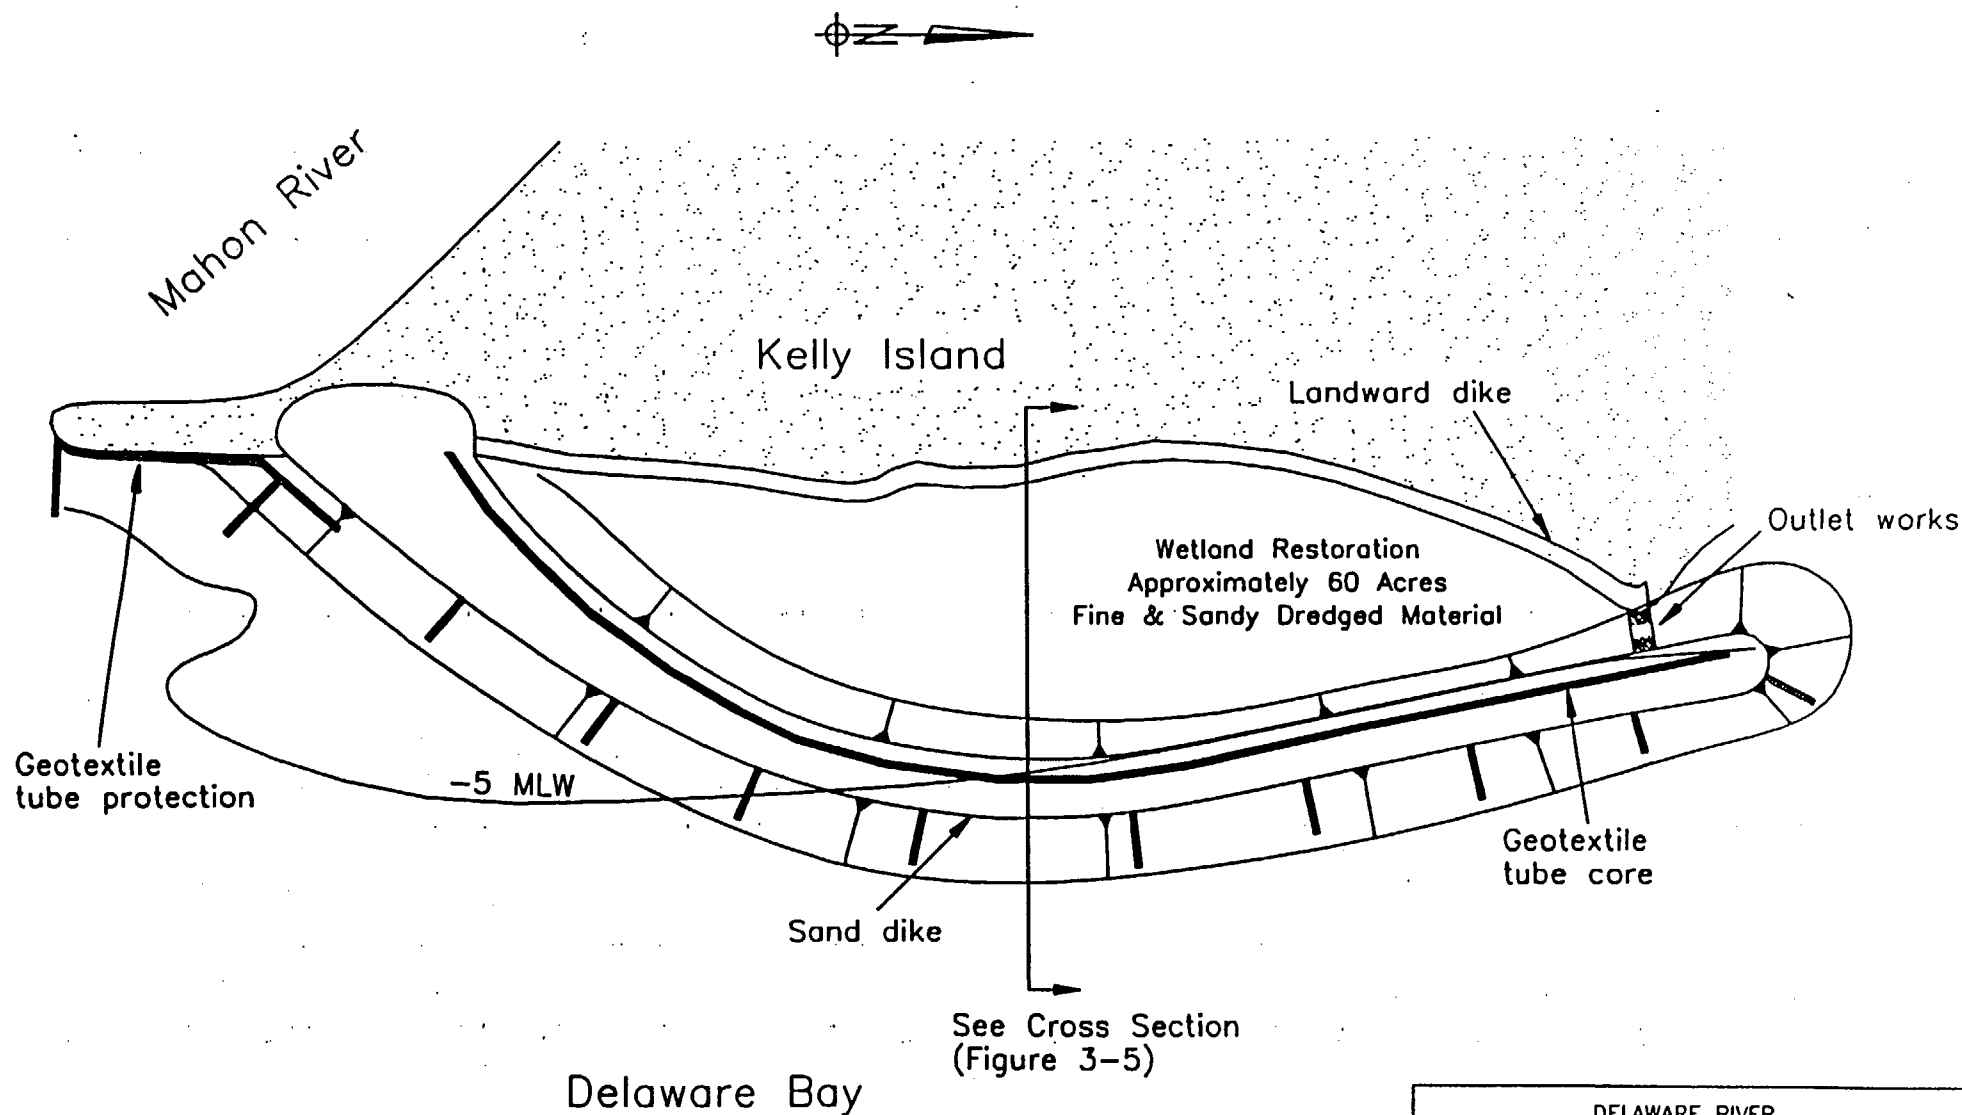 N
Mahon River
Kelly Island
Landward dike
Outlet works
Wetland Restoration
Approximately 60 Acres
Fine & Sandy Dredged Material
Geotextile
tube protection
-5 MLW
Geotextile
tube core
Sand dike
See Cross Section
(Figure 3-5)
Delaware Bay
DELAWARE RIVER